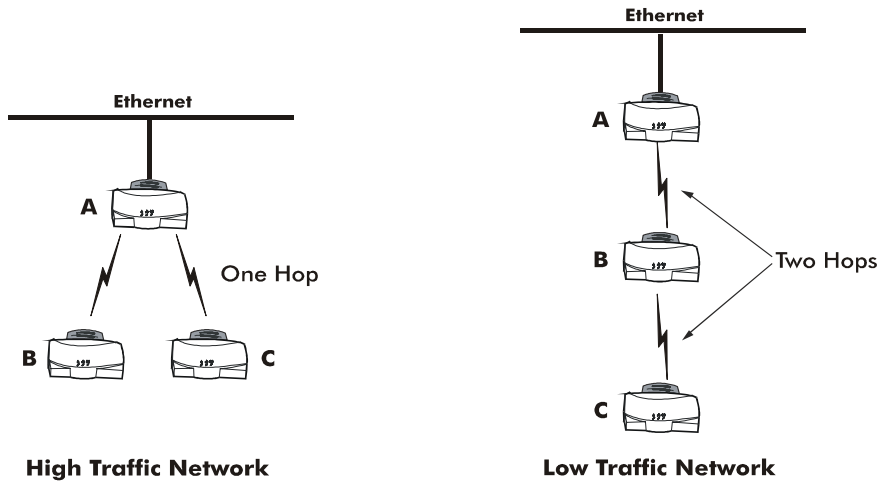 Ethernet
A
One Hop
B
C
High Traffic Network
Ethernet
A
B
Two Hops
C
Low Traffic Network